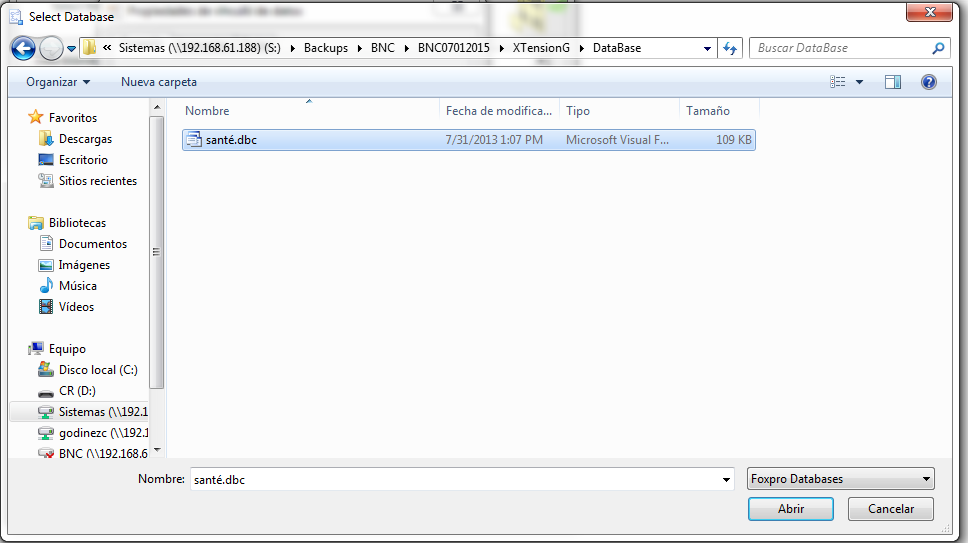 Select Database
« Sistemas (\\192.168.61.188) (S:) Backups BNC BNC07012015 XTensionG DataBase
Buscar DataBase
Organizar Nueva carpeta
Nombre Fecha de modifica... Tipo Tamaño
santé.dbc 7/31/2013 1:07 PM Microsoft Visual F... 109 KB
Favoritos
Descargas
Escritorio
Sitios recientes
Bibliotecas
Documentos
Imágenes
Música
Vídeos
Equipo
Disco local (C:)
CR (D:)
Sistemas (\\192.1
godinezc (\\192.1
BNC (\\192.168.6
Nombre: santé.dbc Foxpro Databases
Abrir Cancelar